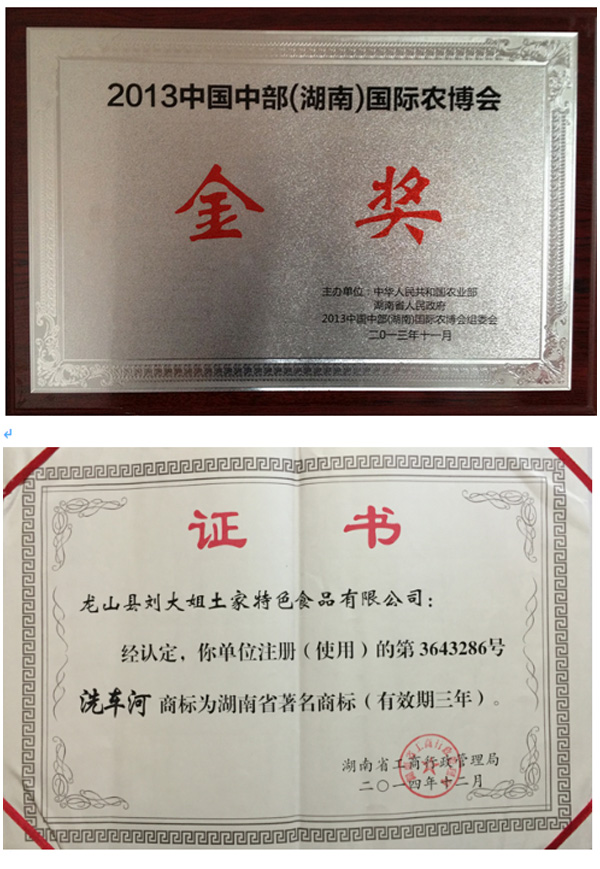 2013中国中部(湖南)国际农博会
金 奖
主办单位：中华人民共和国农业部
湖南省人民政府
2013中国中部(湖南)国际农博会组委会
二〇一三年十一月
证 书
龙山县刘大姐土家特色食品有限公司：
经认定，你单位注册（使用）的第 3643286号
洗车河 商标为湖南省著名商标（有效期三年）。
湖南省工商行政管理局
二〇一四年十二月